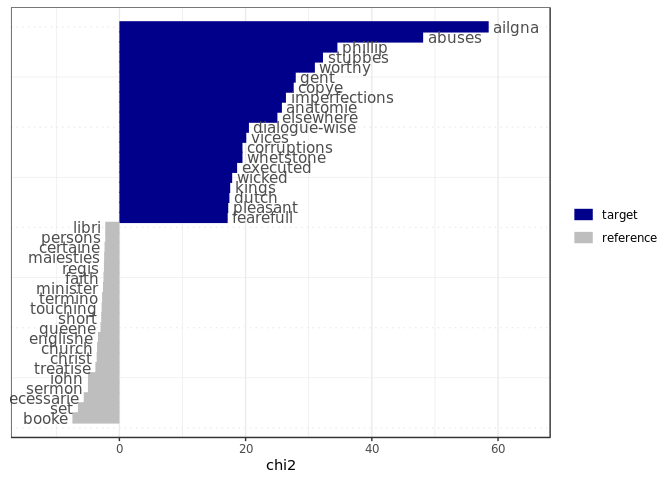 ailgna
abuses
phillip
stubbes
worthy
gent
copye
imperfections
anatomie
elsewhere
dialogue-wise
vices
corruptions
whetstone
executed
wicked
kings
dutch
pleasant
fearefull
libri
persons
certaine
maiesties
regis
faith
minister
termino
touching
short
queene
englishe
church
christ
treatise
iohn
sermon
ecessarie
set
booke
target
reference
0 20 40 60
chi2